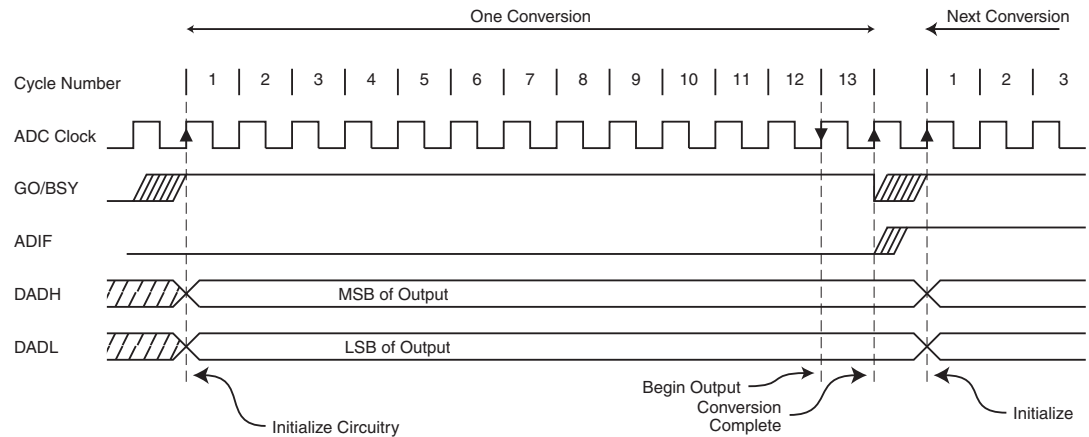 One Conversion
Next Conversion
Cycle Number 1 2 3 4 5 6 7 8 9 10 11 12 13 1 2 3
ADC Clock
GO/BSY
ADIF
DADH MSB of Output
DADL LSB of Output
Initialize Circuitry
Begin Output
Conversion
Complete
Initialize